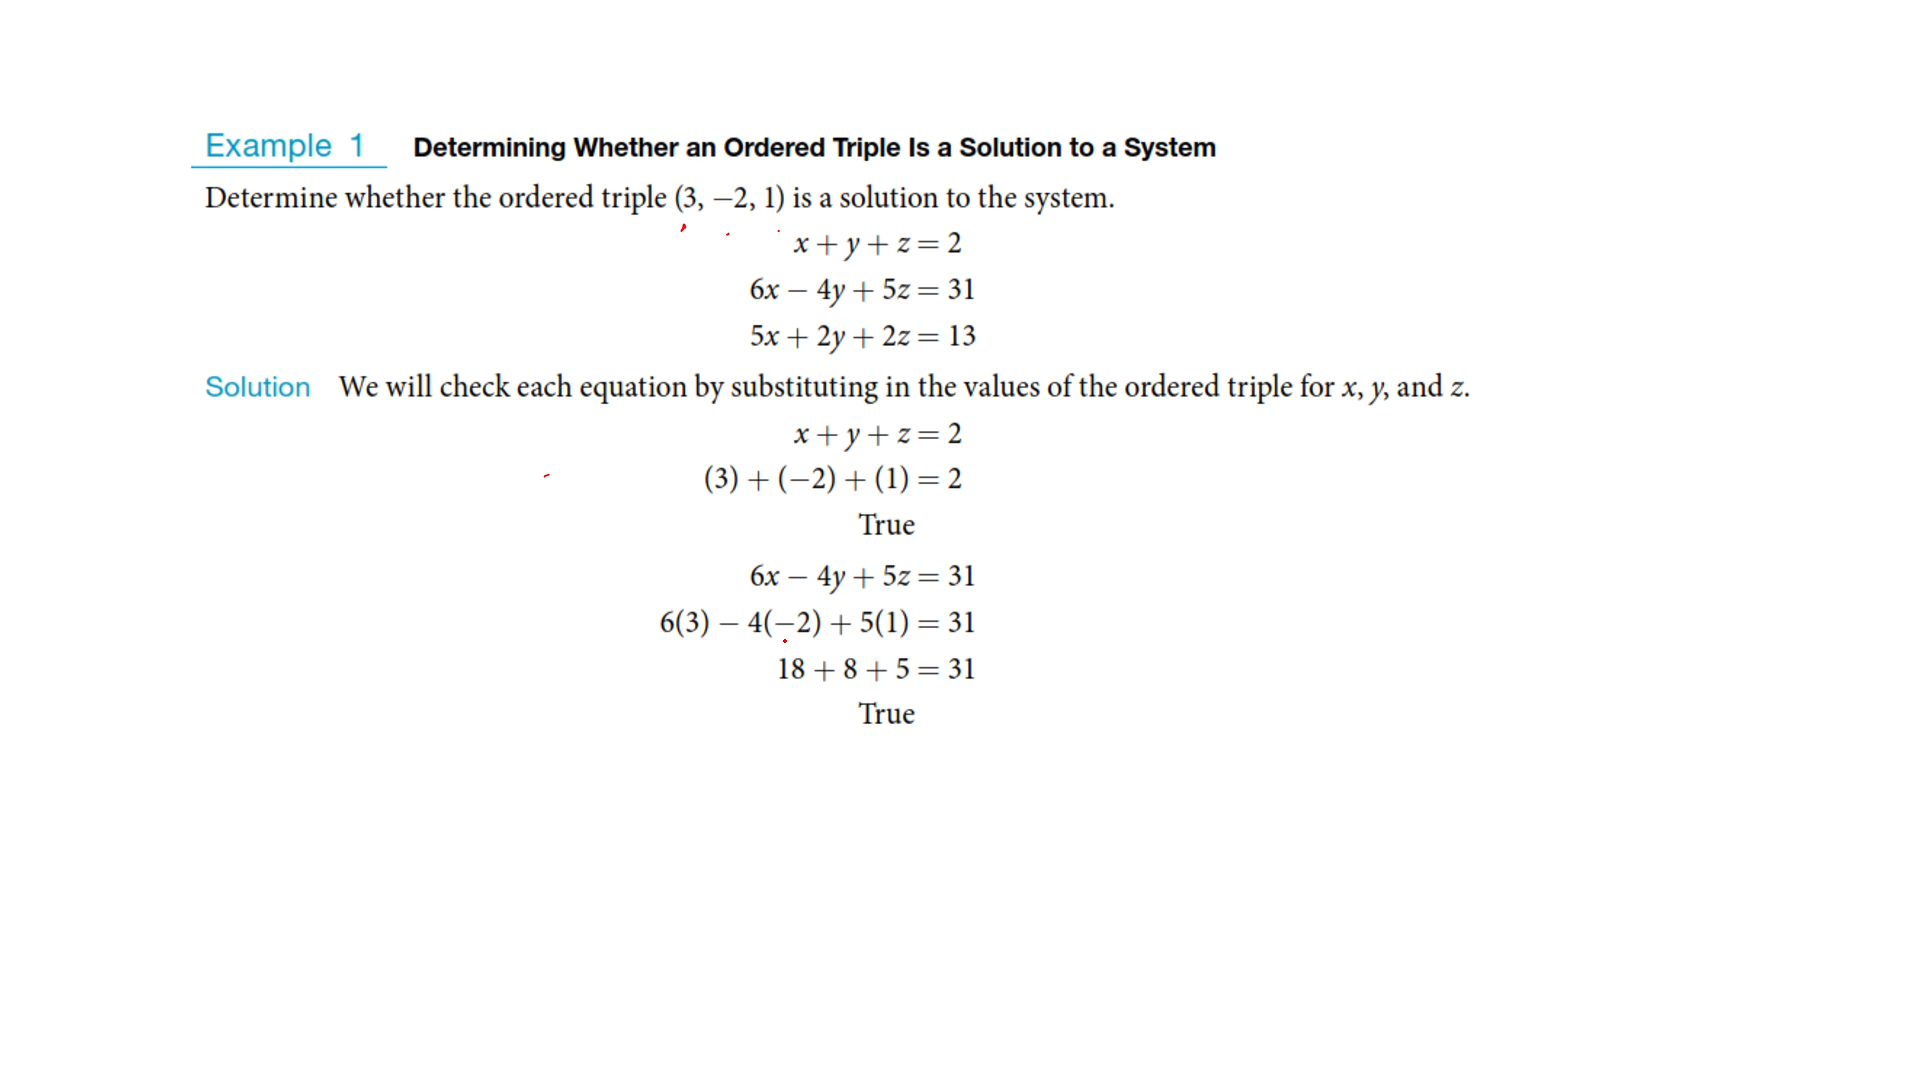 Example 1 Determining Whether an Ordered Triple Is a Solution to a System
Determine whether the ordered triple (3, −2, 1) is a solution to the system.
x + y + z = 2
6x − 4y + 5z = 31
5x + 2y + 2z = 13
Solution We will check each equation by substituting in the values of the ordered triple for x, y, and z.
x + y + z = 2
(3) + (−2) + (1) = 2
True
6x − 4y + 5z = 31
6(3) − 4(−2) + 5(1) = 31
18 + 8 + 5 = 31
True